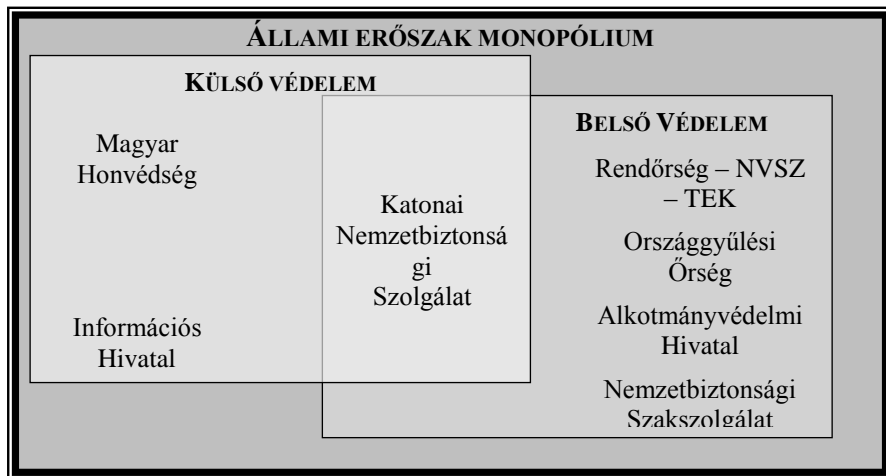 ÁLLAMI ERŐSZAK MONOPÓLIUM
KÜLSŐ VÉDELEM
Magyar
Honvédség
Információs
Hivatal
Katonai
Nemzetbiztonsá
gi
Szolgálat
BELSŐ VÉDELEM
Rendőrség – NVSZ
– TEK
Országgyűlési
Őrség
Alkotmányvédelmi
Hivatal
Nemzetbiztonsági
Szakszolgálat